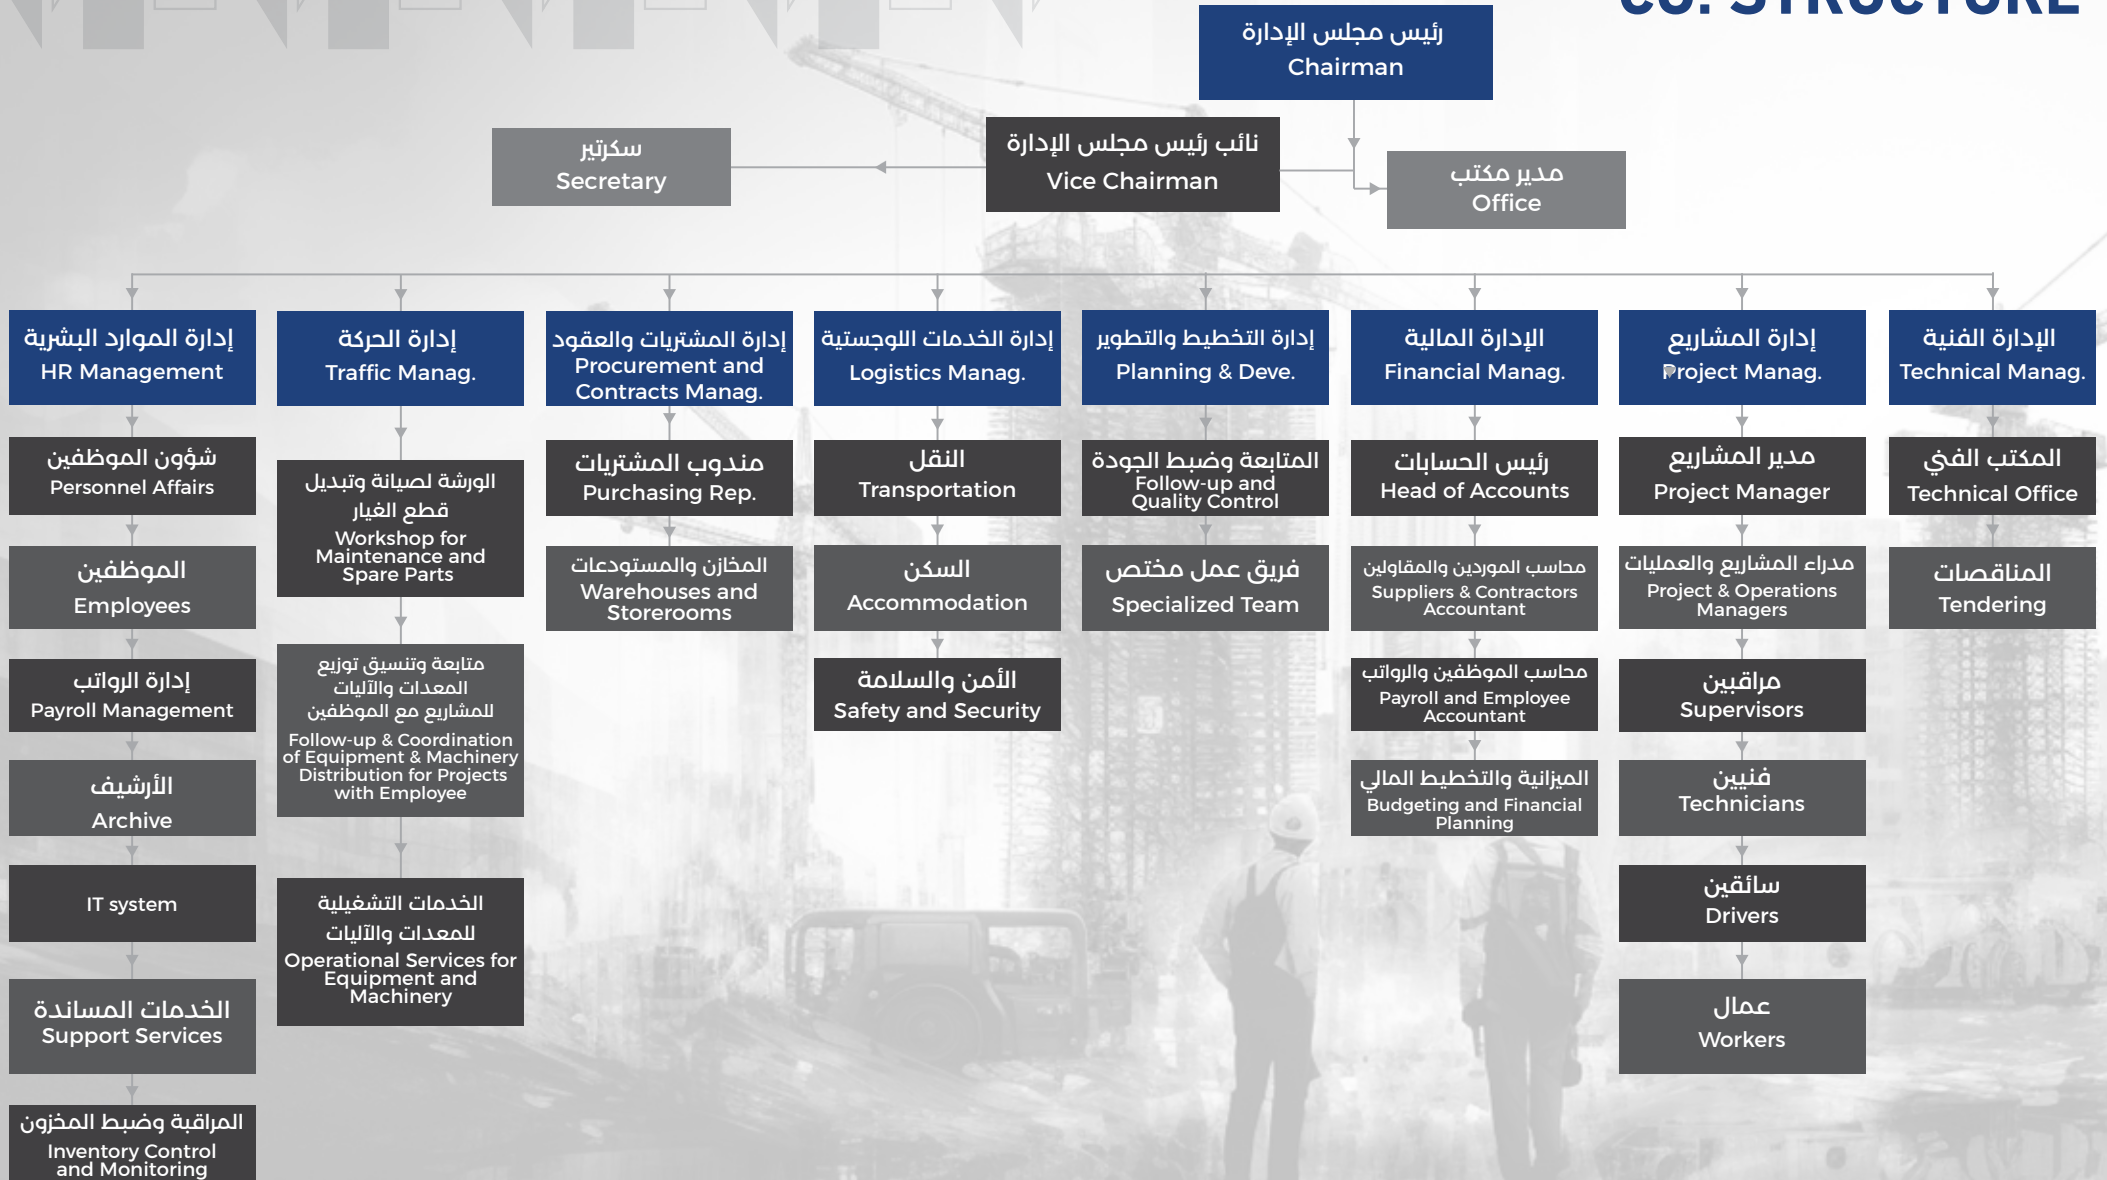 CO. STRUCTURE
رئيس مجلس الإدارة
Chairman
نائب رئيس مجلس الإدارة
Vice Chairman
سكرتير
Secretary
مدير مكتب
Office
إدارة الموارد البشرية
HR Management
شؤون الموظفين
Personnel Affairs
الموظفين
Employees
إدارة الرواتب
Payroll Management
الأرشيف
Archive
IT system
الخدمات المساندة
Support Services
المراقبة وضبط المخزون
Inventory Control
and Monitoring
إدارة الحركة
Traffic Manag.
الورشة لصيانة وتبديل
قطع الغيار
Workshop for
Maintenance and
Spare Parts
متابعة وتنسيق توزيع
المعدات والآليات
للمشاريع مع الموظفين
Follow-up & Coordination
of Equipment & Machinery
Distribution for Projects
with Employee
الخدمات التشغيلية
للمعدات والآليات
Operational Services for
Equipment and
Machinery
إدارة المشتريات والعقود
Procurement and
Contracts Manag.
مندوب المشتريات
Purchasing Rep.
المخازن والمستودعات
Warehouses and
Storerooms
إدارة الخدمات اللوجستية
Logistics Manag.
النقل
Transportation
السكن
Accommodation
الأمن والسلامة
Safety and Security
إدارة التخطيط والتطوير
Planning & Deve.
المتابعة وضبط الجودة
Follow-up and
Quality Control
فريق عمل مختص
Specialized Team
الإدارة المالية
Financial Manag.
رئيس الحسابات
Head of Accounts
محاسب الموردين والمقاولين
Suppliers & Contractors
Accountant
محاسب الموظفين والرواتب
Payroll and Employee
Accountant
الميزانية والتخطيط المالي
Budgeting and Financial
Planning
إدارة المشاريع
Project Manag.
مدير المشاريع
Project Manager
مدراء المشاريع والعمليات
Project & Operations
Managers
مراقبين
Supervisors
فنيين
Technicians
سائقين
Drivers
عمال
Workers
الإدارة الفنية
Technical Manag.
المكتب الفني
Technical Office
المناقصات
Tendering